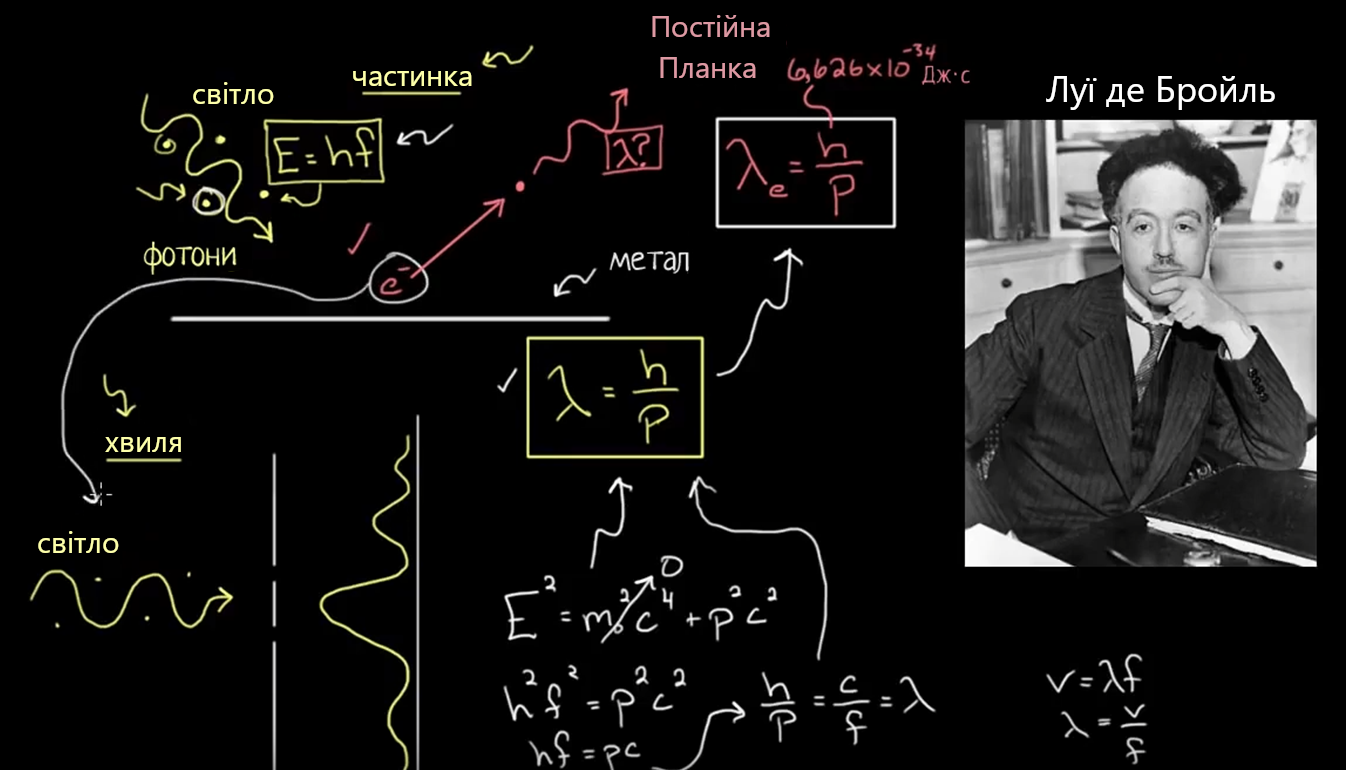 Постійна
Планка 6,626×10⁻³⁴ Дж·с
Луї де Бройль
частинка
світло
E = hf
λ?
λₑ = h/p
фотони
e⁻
метал
λ = h/p
хвиля
світло
0
E² = m₀²c⁴ + p²c²
h²f² = p²c²
hf = pc
h/p = c/f = λ
v = λf
λ = v/f